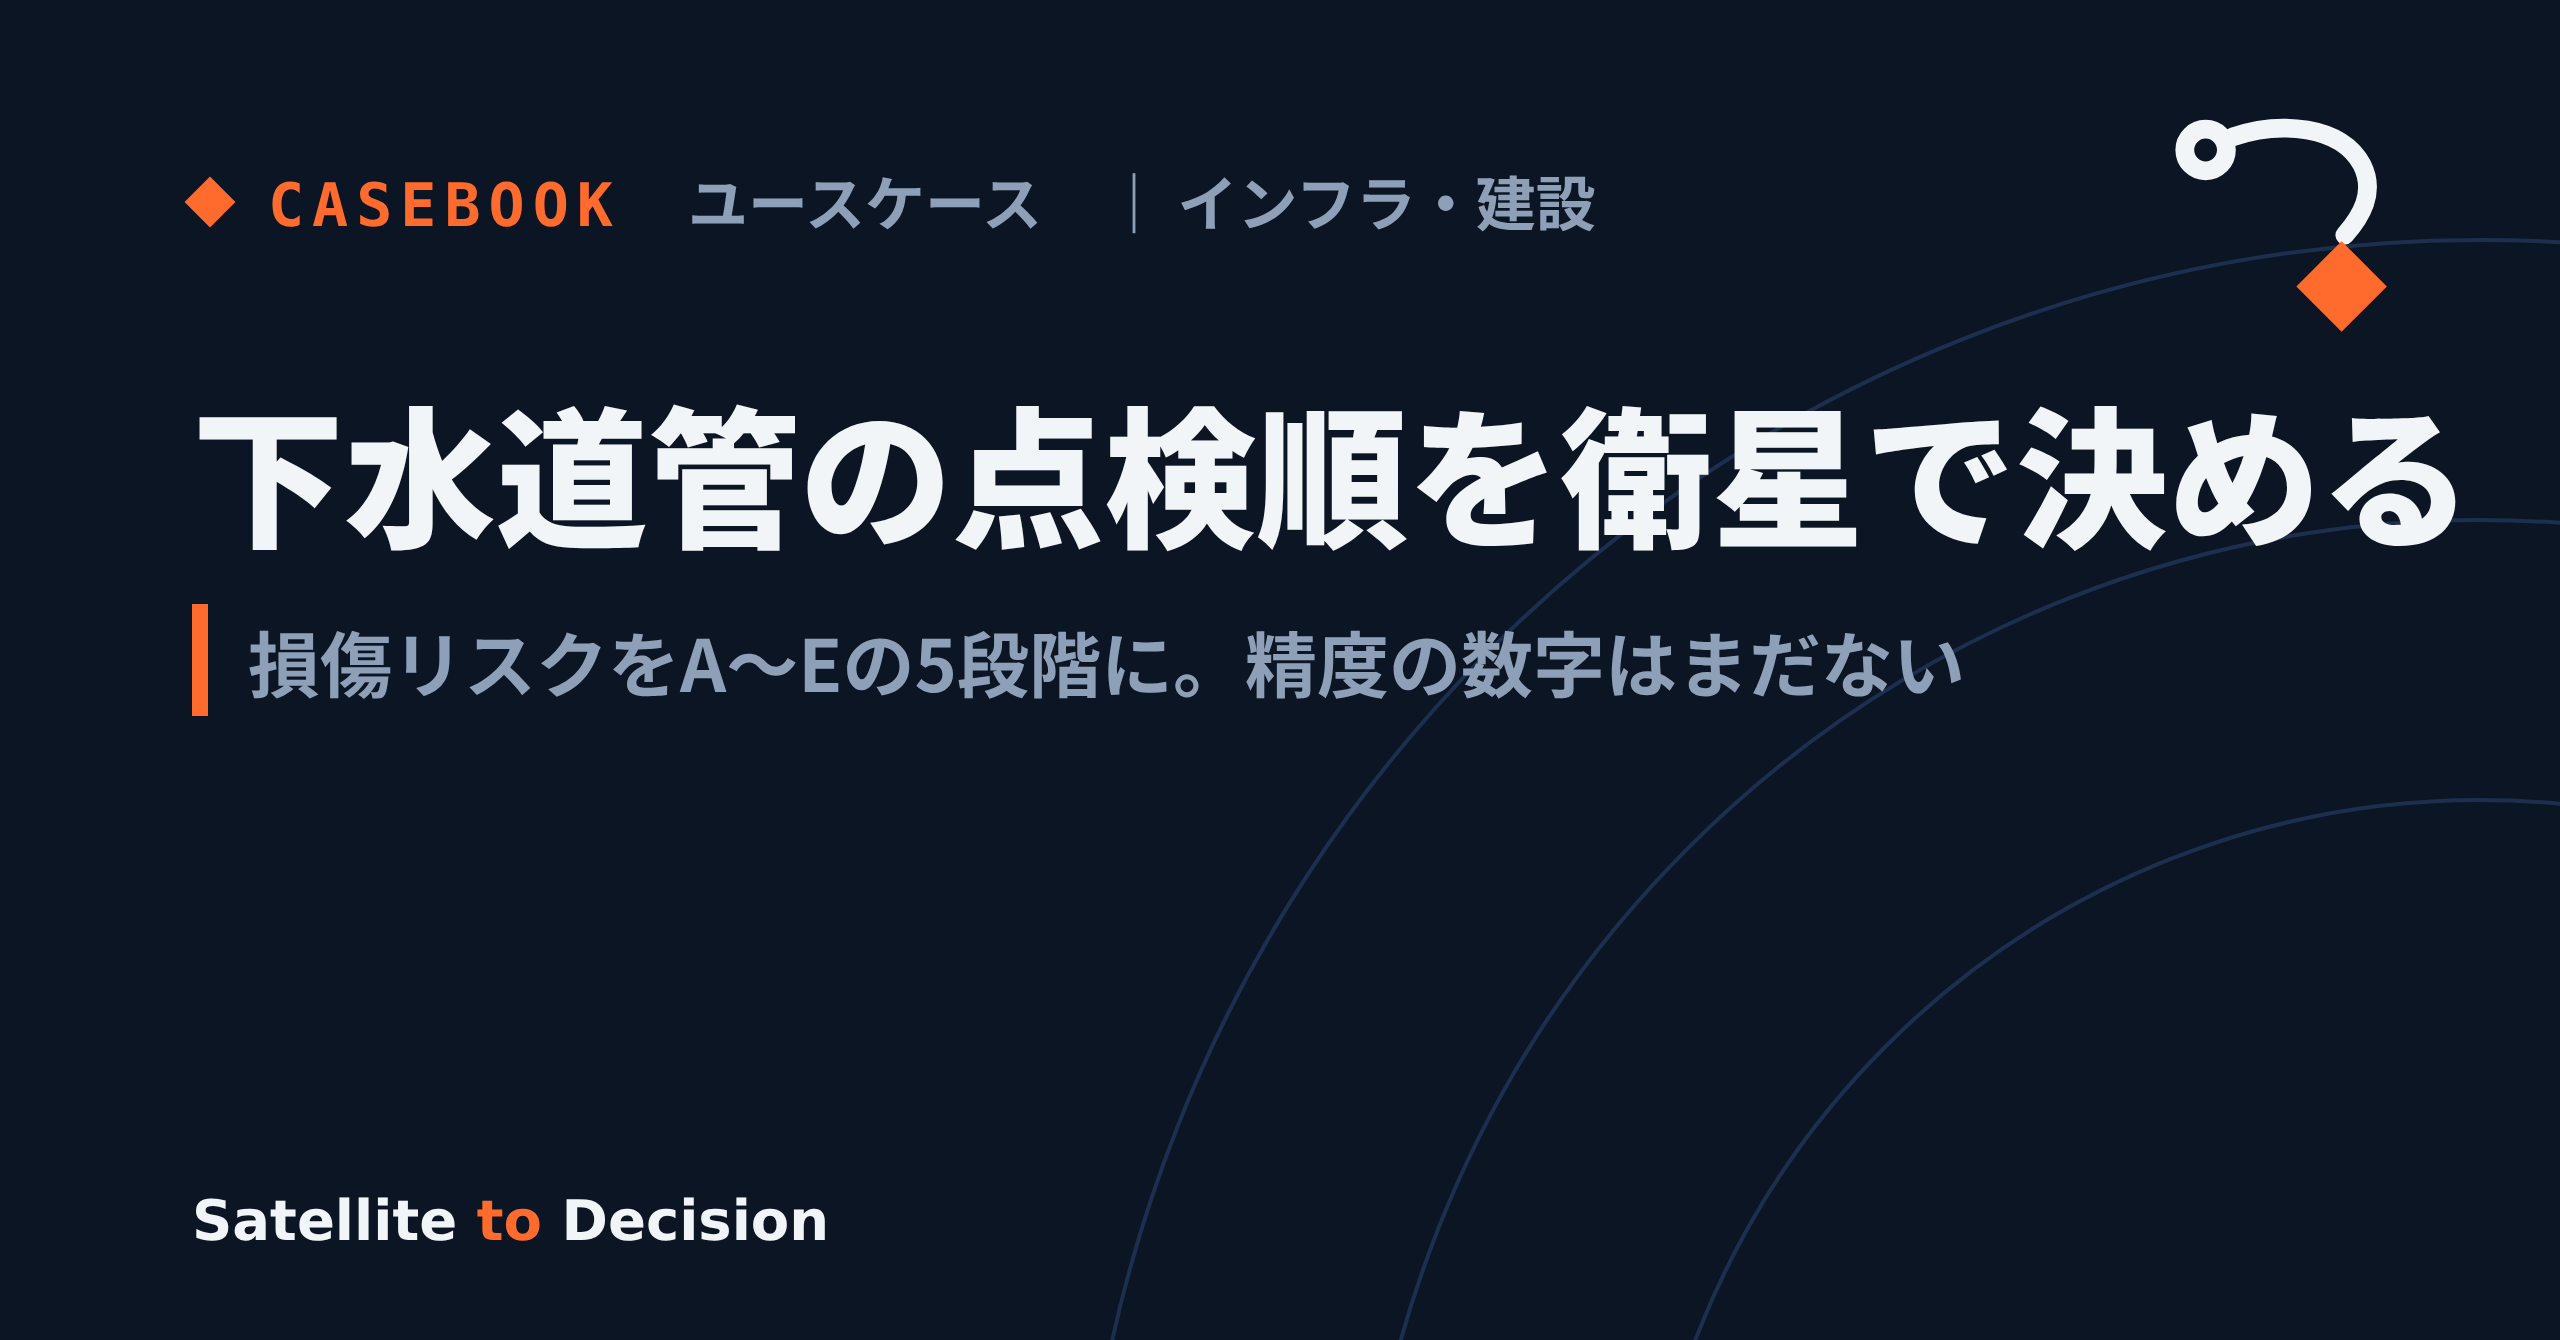 CASEBOOK ユースケース ｜ インフラ・建設
下水道管の点検順を衛星で決める
損傷リスクをA〜Eの5段階に。精度の数字はまだない
Satellite to Decision